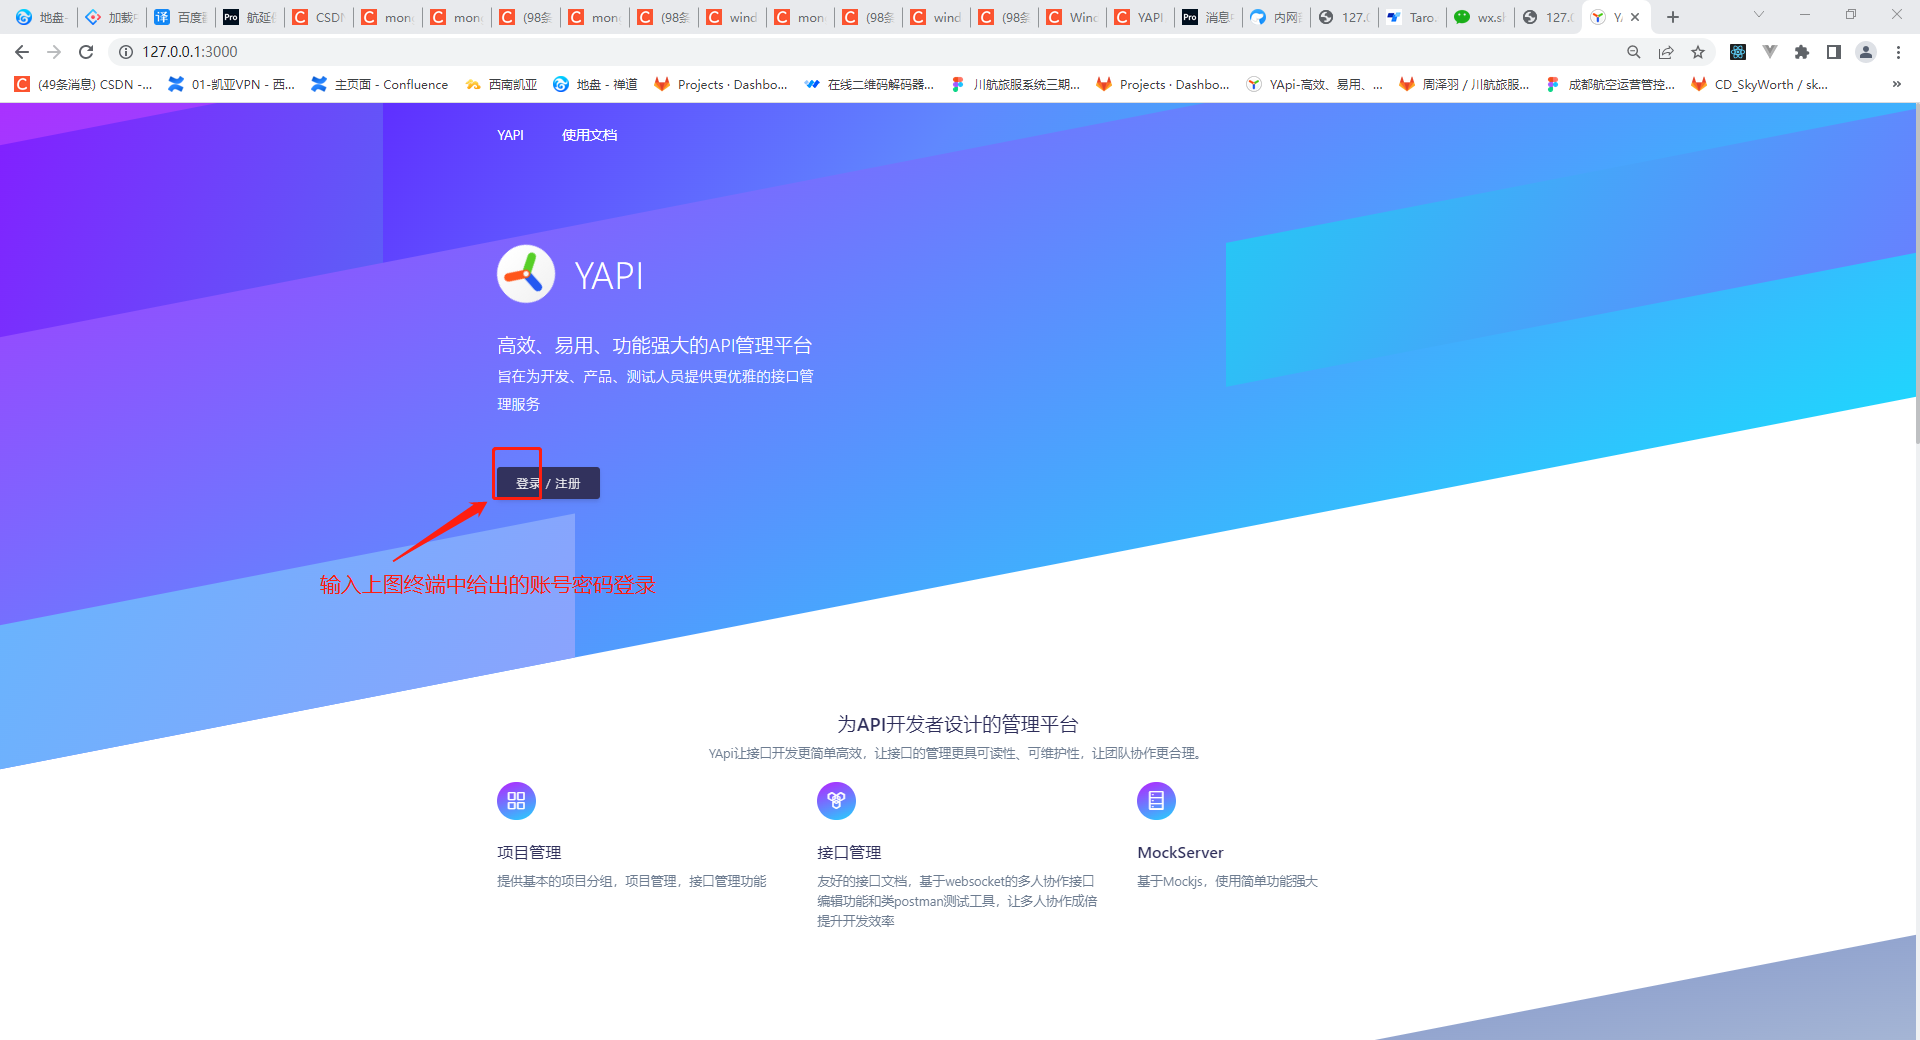 地盘-
加载中
百度
航延
CSDN
mon
mon
(98条
mon
(98条
wind
mon
(98条
wind
(98条
Wind
YAPI
消息
内网
127.0
Taro.
wx.sh
127.0
127.0.0.1:3000
(49条消息) CSDN -...
01-凯亚VPN - 西...
主页面 - Confluence
西南凯亚
地盘 - 禅道
Projects · Dashbo...
在线二维码解码器...
川航旅服系统三期...
Projects · Dashbo...
YApi-高效、易用、...
周泽羽 / 川航旅服...
成都航空运营管控...
CD_SkyWorth / sk...
YAPI
使用文档
YAPI
高效、易用、功能强大的API管理平台
旨在为开发、产品、测试人员提供更优雅的接口管
理服务
登录 / 注册
输入上图终端中给出的账号密码登录
为API开发者设计的管理平台
YApi让接口开发更简单高效，让接口的管理更具可读性、可维护性，让团队协作更合理。
项目管理
提供基本的项目分组，项目管理，接口管理功能
接口管理
友好的接口文档，基于websocket的多人协作接口
编辑功能和类postman测试工具，让多人协作成倍
提升开发效率
MockServer
基于Mockjs，使用简单功能强大